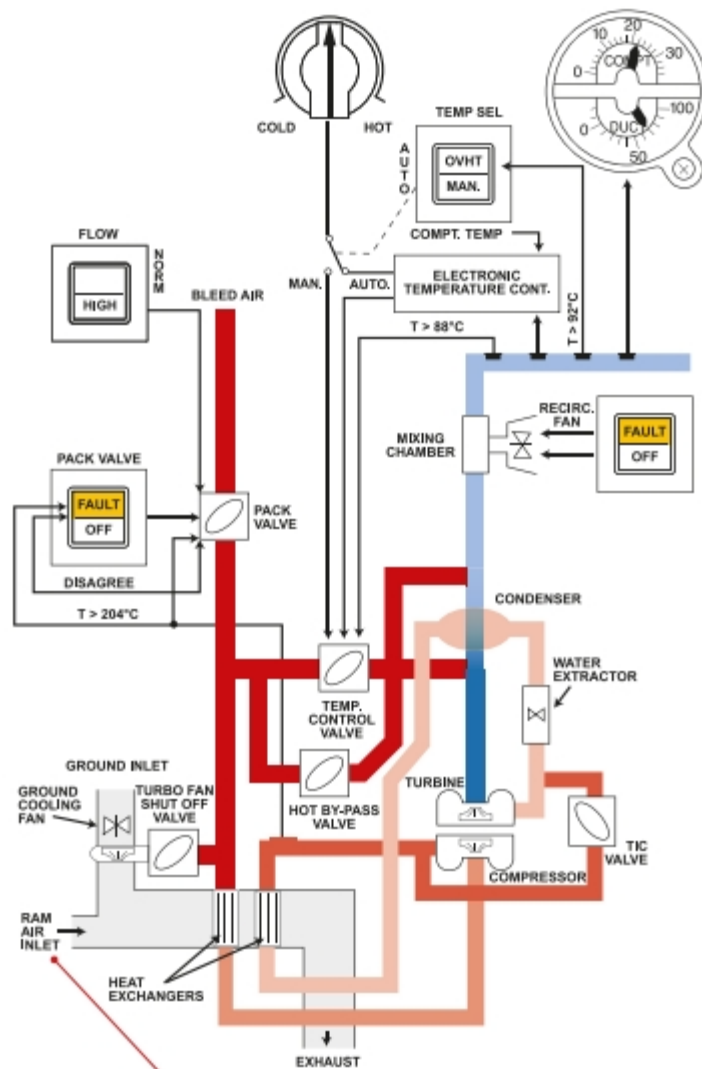 20
10
30
0
COMPT
100
0
DUCT
50
COLD
HOT
TEMP SEL
AUTO
OVHT
MAN.
FLOW
NORM
HIGH
COMPT. TEMP
MAN.
AUTO.
ELECTRONIC
TEMPERATURE CONT.
BLEED AIR
T > 88°C
T > 92°C
RECIRC.
FAN
MIXING
CHAMBER
FAULT
OFF
PACK VALVE
FAULT
OFF
PACK
VALVE
DISAGREE
T > 204°C
CONDENSER
WATER
EXTRACTOR
TEMP.
CONTROL
VALVE
GROUND INLET
GROUND
COOLING
FAN
TURBO FAN
SHUT OFF
VALVE
HOT BY-PASS
VALVE
TURBINE
TIC
VALVE
COMPRESSOR
RAM
AIR
INLET
HEAT
EXCHANGERS
EXHAUST